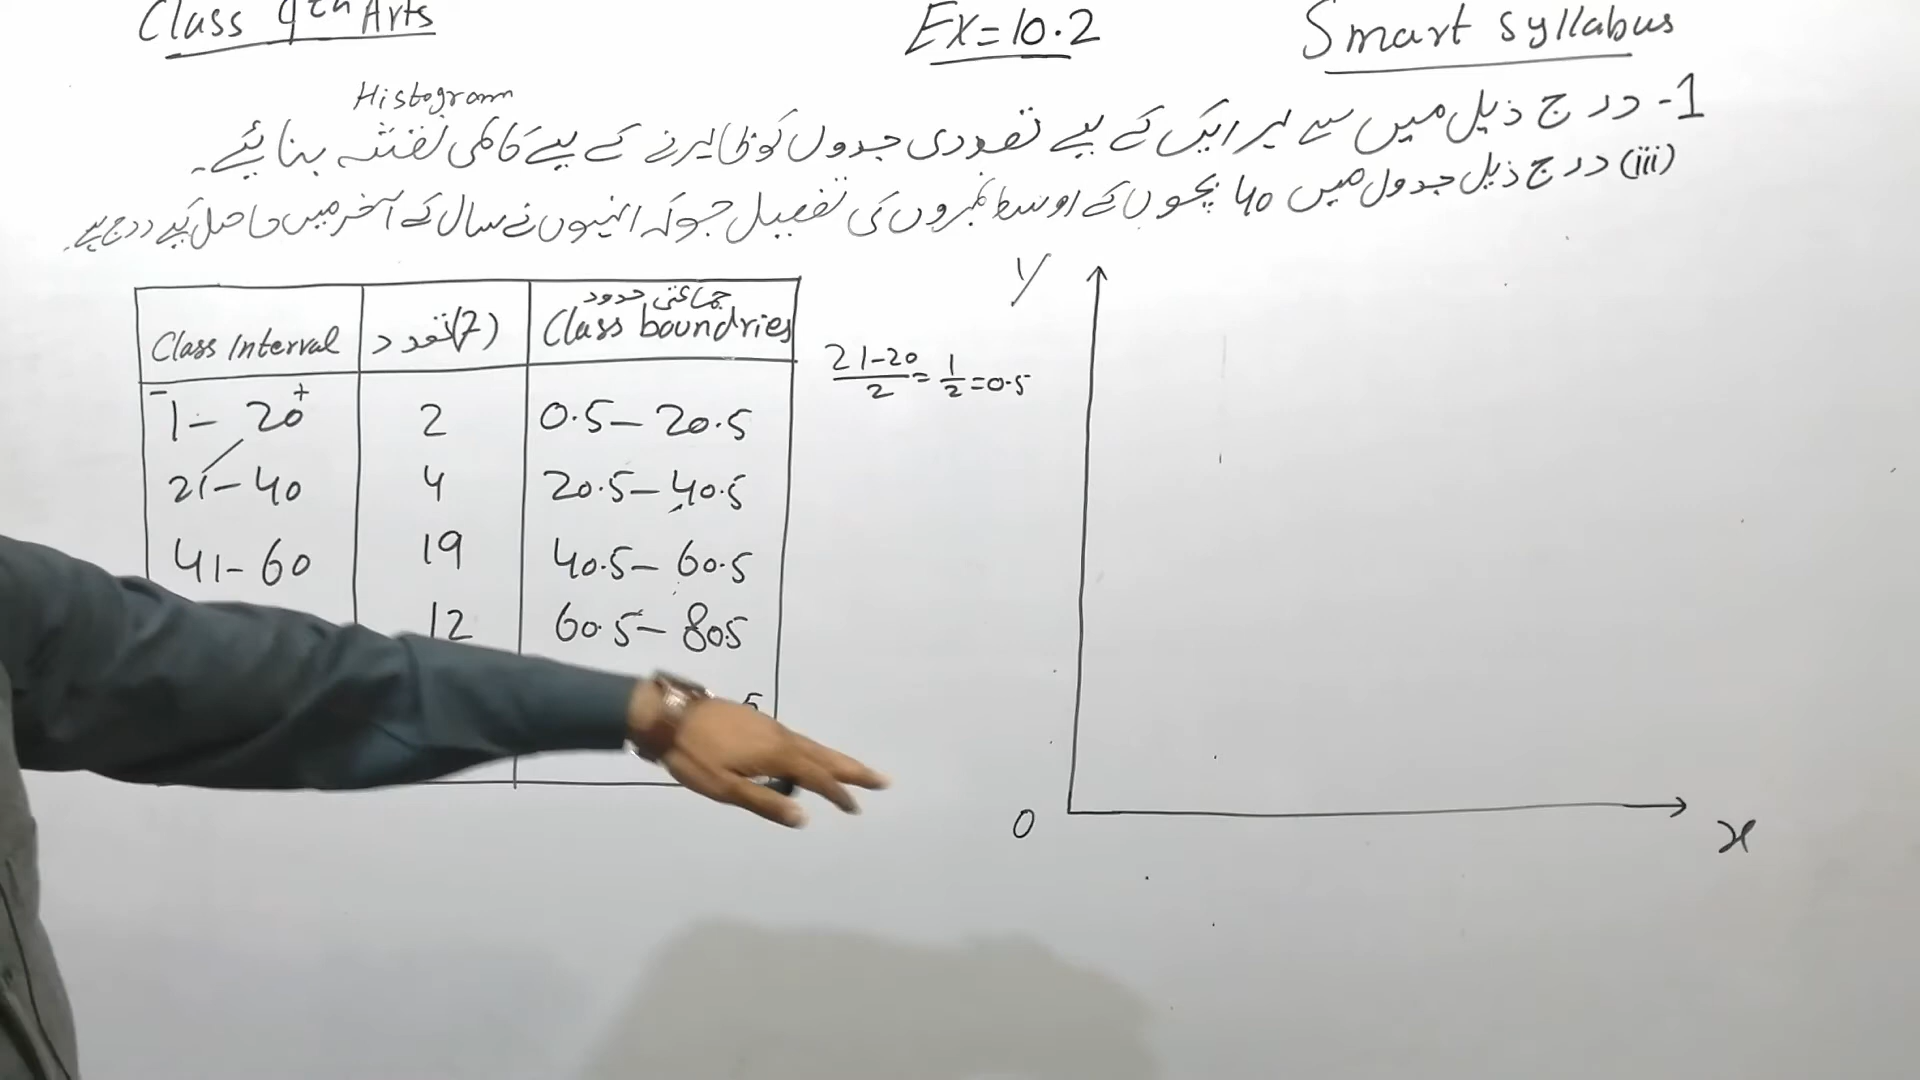 Class 9th Arts
Ex=10.2
Smart syllabus
Histogram
1- درج ذیل میں سے ہر ایک کے لیے تعددی جدول کو ظاہر کرنے کے لیے کالمی نقشہ بنائیے۔
(iii) درج ذیل جدول میں 40 بچوں کے اوسط نمبروں کی تفصیل جو کہ انہوں نے سال کے آخر میں حاصل کیے درج ہے۔
Class Interval تعدد(f) جماعتی حدود Class boundries
1-20 2 0.5-20.5
21-40 4 20.5-40.5
41-60 19 40.5-60.5
12 60.5-80.5
5
21-20/2 = 1/2 = 0.5
y
0
x